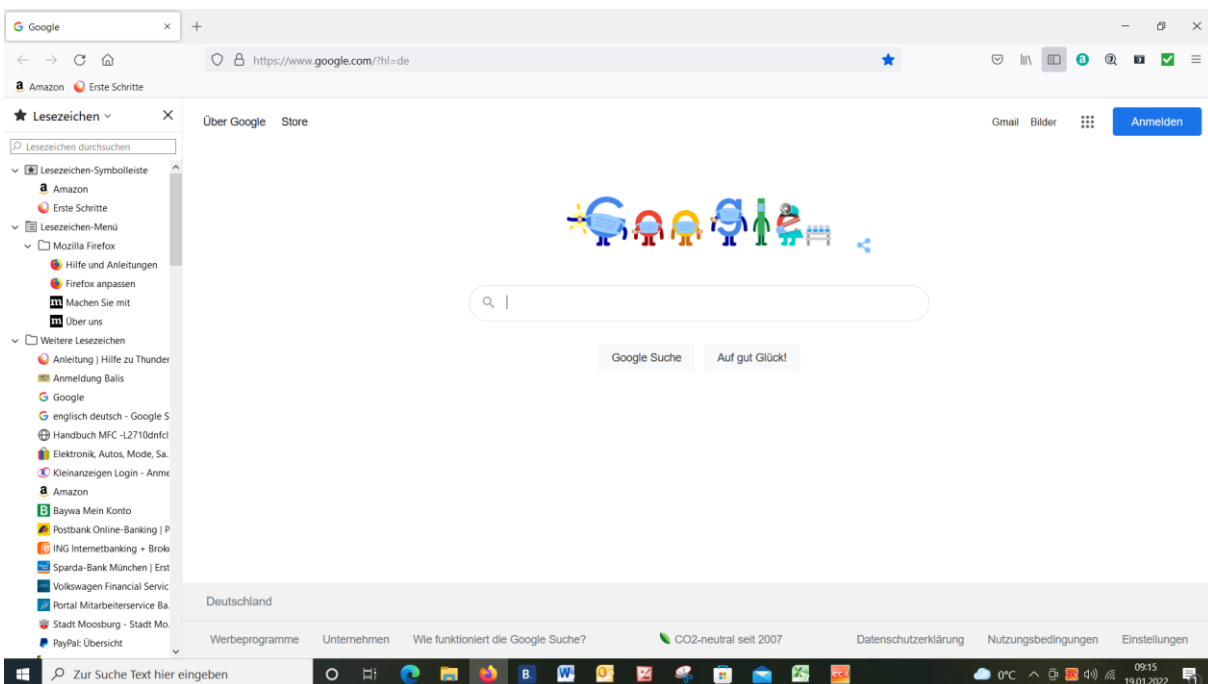 Google
https://www.google.com/?hl=de
Amazon Erste Schritte
Lesezeichen
Lesezeichen durchsuchen
Lesezeichen-Symbolleiste
Amazon
Erste Schritte
Lesezeichen-Menü
Mozilla Firefox
Hilfe und Anleitungen
Firefox anpassen
Machen Sie mit
Über uns
Weitere Lesezeichen
Anleitung | Hilfe zu Thunder
Anmeldung Balis
Google
englisch deutsch - Google S
Handbuch MFC -L2710dnfcl
Elektronik, Autos, Mode, Sa..
Kleinanzeigen Login - Anme
Amazon
Baywa Mein Konto
Postbank Online-Banking | P
ING Internetbanking + Broke
Sparda-Bank München | Erst
Volkswagen Financial Servic
Portal Mitarbeiterservice Ba.
Stadt Moosburg - Stadt Mo.
PayPal: Übersicht
Über Google Store
Gmail Bilder Anmelden
Google
Google Suche Auf gut Glück!
Deutschland
Werbeprogramme Unternehmen Wie funktioniert die Google Suche? CO2-neutral seit 2007 Datenschutzerklärung Nutzungsbedingungen Einstellungen
Zur Suche Text hier eingeben
0°C
09:15
19.01.2022